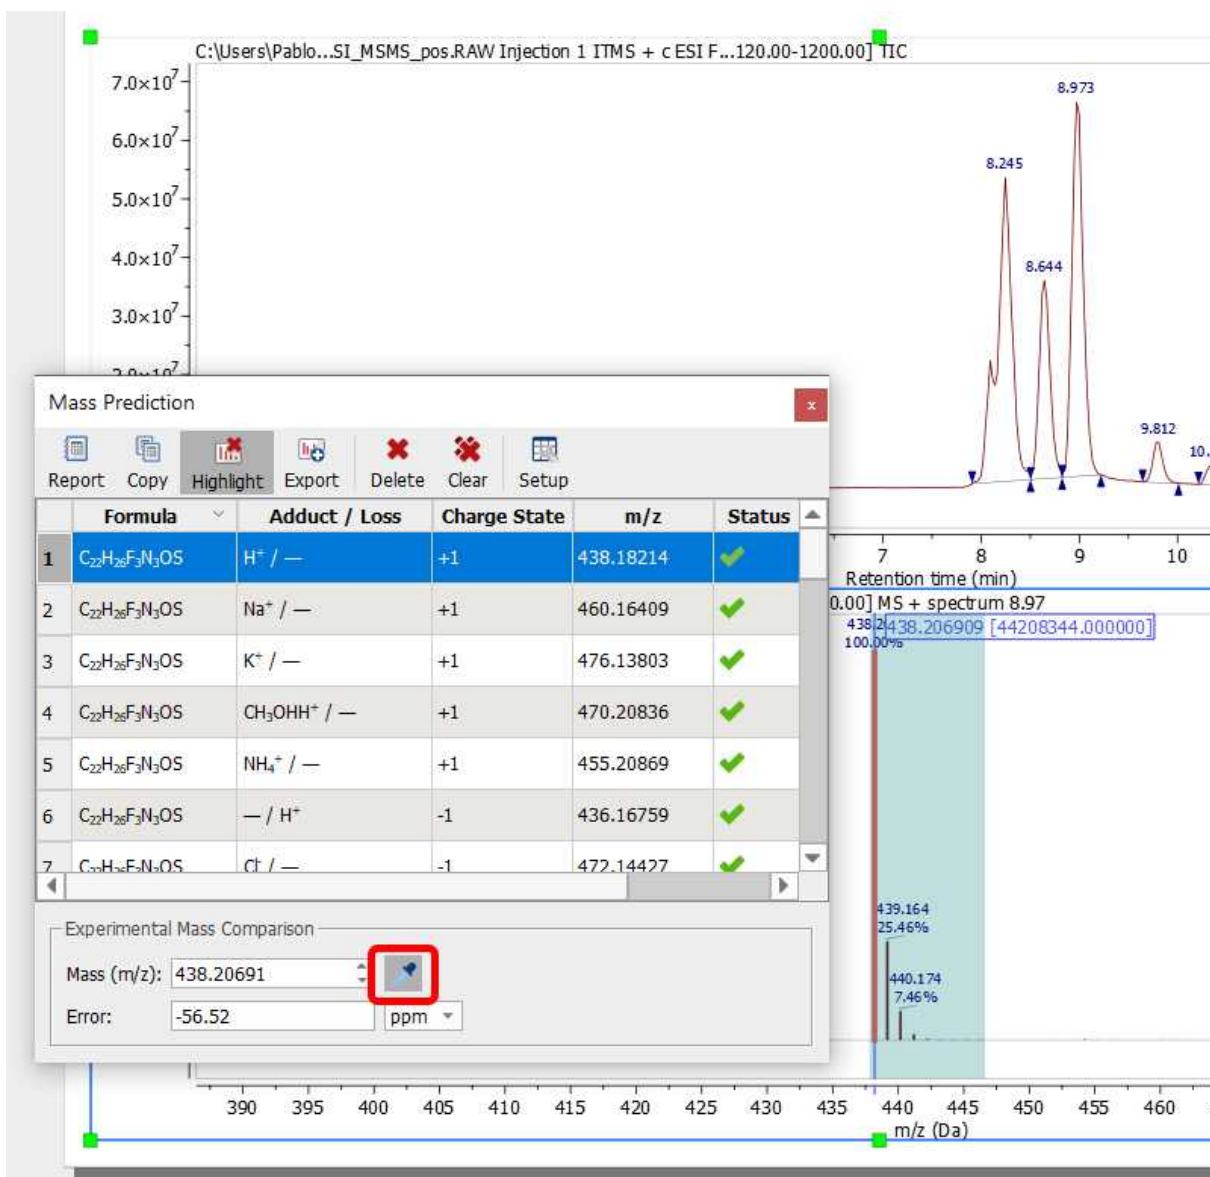 C:\Users\Pablo...SI_MSMS_pos.RAW Injection 1 ITMS + c ESI F...120.00-1200.00] TIC
7.0×10⁷
6.0×10⁷
5.0×10⁷
4.0×10⁷
3.0×10⁷
8.973
8.245
8.644
9.812
10.
7 8 9 10
Retention time (min)
Mass Prediction
x
Report Copy Highlight Export Delete Clear Setup
Formula Adduct / Loss Charge State m/z Status
1 C₂₂H₂₆F₃N₃OS H⁺ / — +1 438.18214
2 C₂₂H₂₆F₃N₃OS Na⁺ / — +1 460.16409
3 C₂₂H₂₆F₃N₃OS K⁺ / — +1 476.13803
4 C₂₂H₂₆F₃N₃OS CH₃OHH⁺ / — +1 470.20836
5 C₂₂H₂₆F₃N₃OS NH₄⁺ / — +1 455.20869
6 C₂₂H₂₆F₃N₃OS — / H⁺ -1 436.16759
7 C₂₂H₂₆F₃N₃OS Cl⁻ / — -1 472.14427
Experimental Mass Comparison
Mass (m/z): 438.20691
Error: -56.52 ppm
0.00] MS + spectrum 8.97
438.2
438.206909 [44208344.000000]
100.00%
439.164
25.46%
440.174
7.46%
390 395 400 405 410 415 420 425 430 435 440 445 450 455 460
m/z (Da)